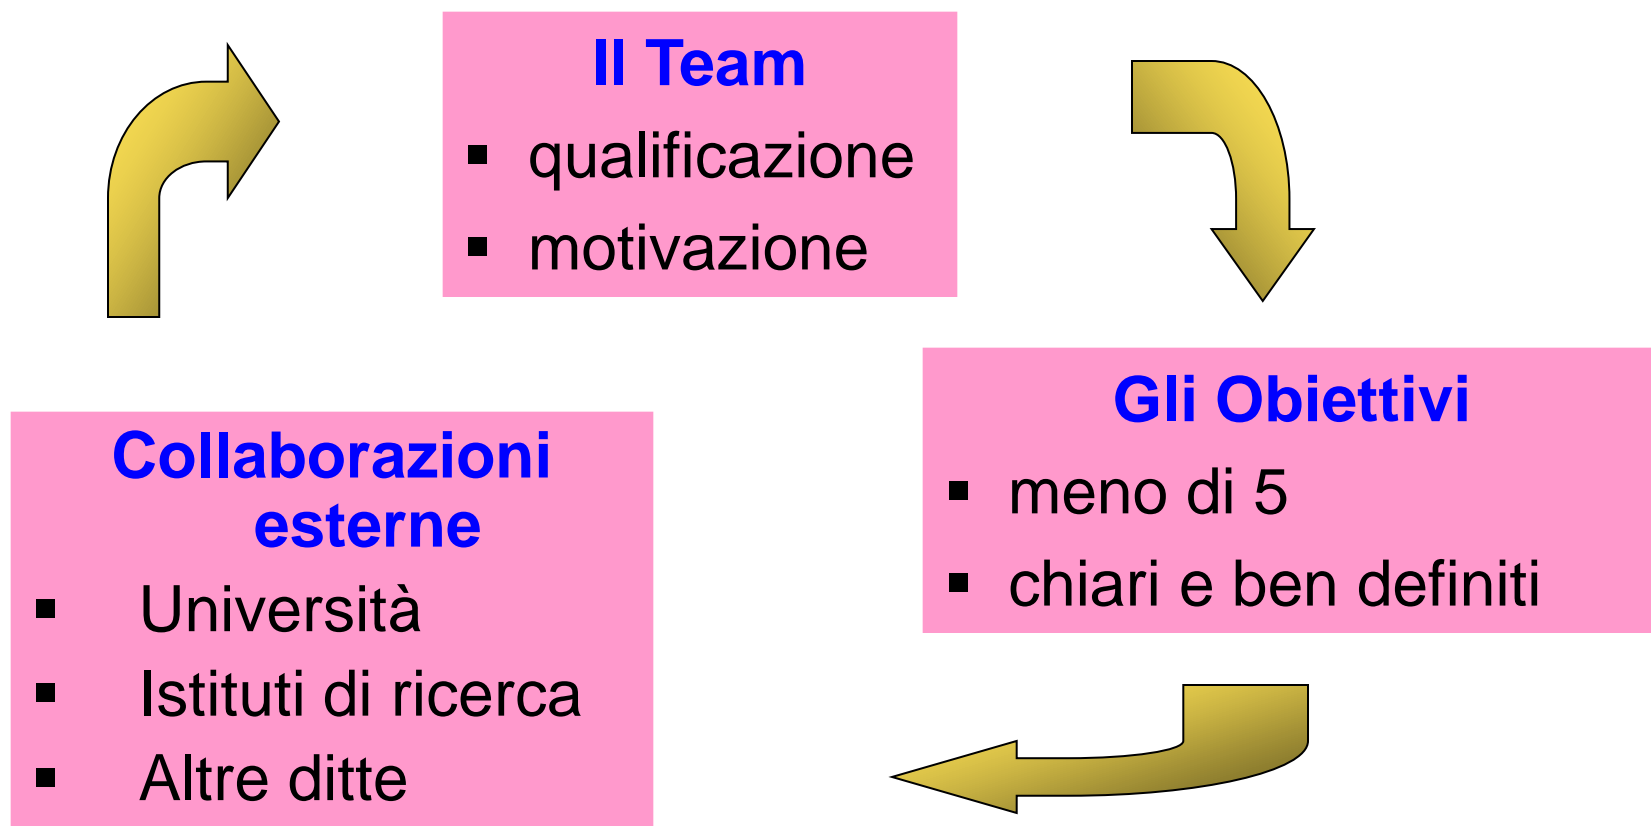 Il Team
▪ qualificazione
▪ motivazione
Gli Obiettivi
▪ meno di 5
▪ chiari e ben definiti
Collaborazioni
esterne
▪ Università
▪ Istituti di ricerca
▪ Altre ditte